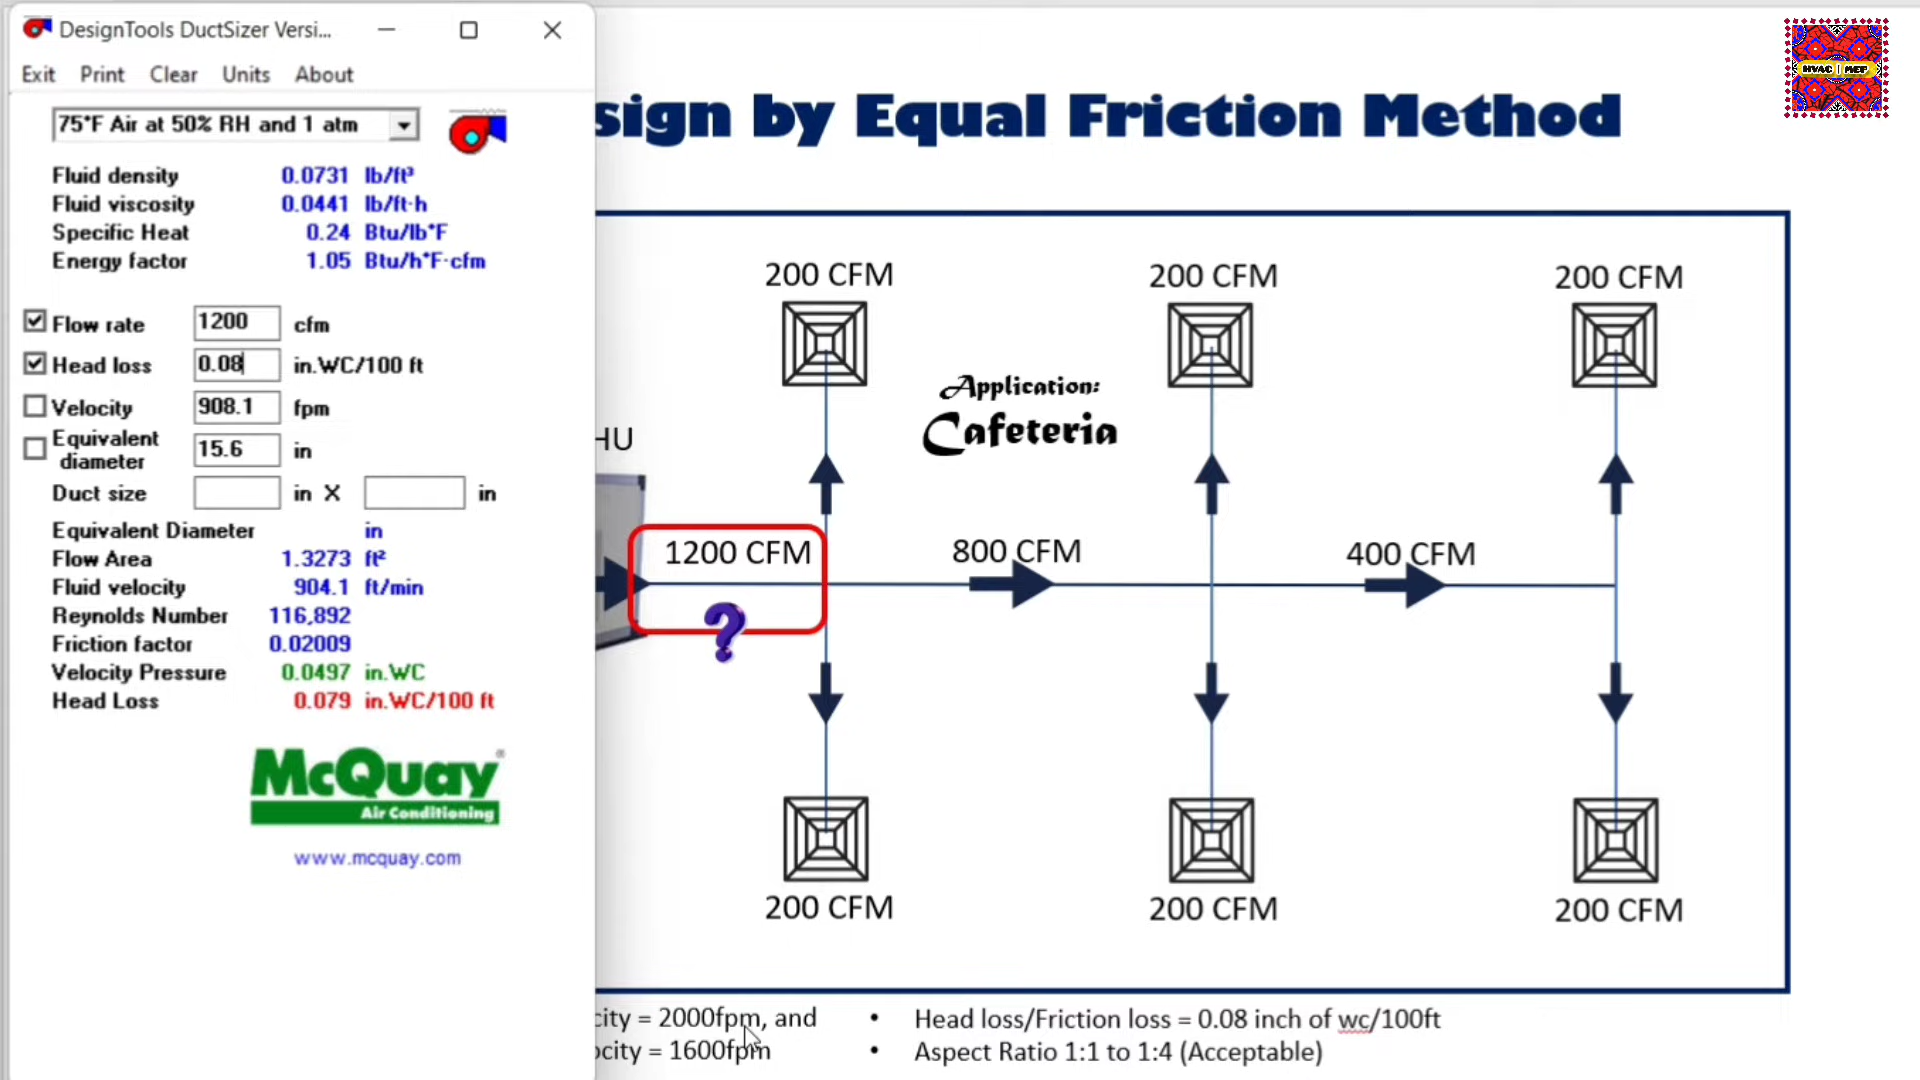 DesignTools DuctSizer Versi...
Exit Print Clear Units About
75°F Air at 50% RH and 1 atm
Fluid density 0.0731 lb/ft³
Fluid viscosity 0.0441 lb/ft·h
Specific Heat 0.24 Btu/lb°F
Energy factor 1.05 Btu/h°F·cfm
Flow rate 1200 cfm
Head loss 0.08 in.WC/100 ft
Velocity 908.1 fpm
Equivalent diameter 15.6 in
Duct size in X in
Equivalent Diameter in
Flow Area 1.3273 ft²
Fluid velocity 904.1 ft/min
Reynolds Number 116,892
Friction factor 0.02009
Velocity Pressure 0.0497 in.WC
Head Loss 0.079 in.WC/100 ft
McQuay
Air Conditioning
www.mcquay.com
sign by Equal Friction Method
HVAC | MEP
200 CFM 200 CFM 200 CFM
Application:
Cafeteria
HU
1200 CFM 800 CFM 400 CFM
?
200 CFM 200 CFM 200 CFM
city = 2000fpm, and
ocity = 1600fpm
• Head loss/Friction loss = 0.08 inch of wc/100ft
• Aspect Ratio 1:1 to 1:4 (Acceptable)